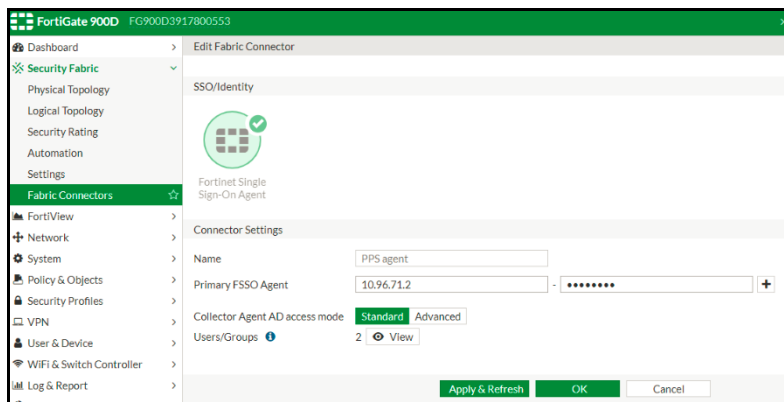 FortiGate 900D FG900D3917800553
Dashboard
Security Fabric
Physical Topology
Logical Topology
Security Rating
Automation
Settings
Fabric Connectors
FortiView
Network
System
Policy & Objects
Security Profiles
VPN
User & Device
WiFi & Switch Controller
Log & Report
Edit Fabric Connector
SSO/Identity
Fortinet Single
Sign-On Agent
Connector Settings
Name PPS agent
Primary FSSO Agent 10.96.71.2 - ••••••••
Collector Agent AD access mode Standard Advanced
Users/Groups 2 View
Apply & Refresh OK Cancel